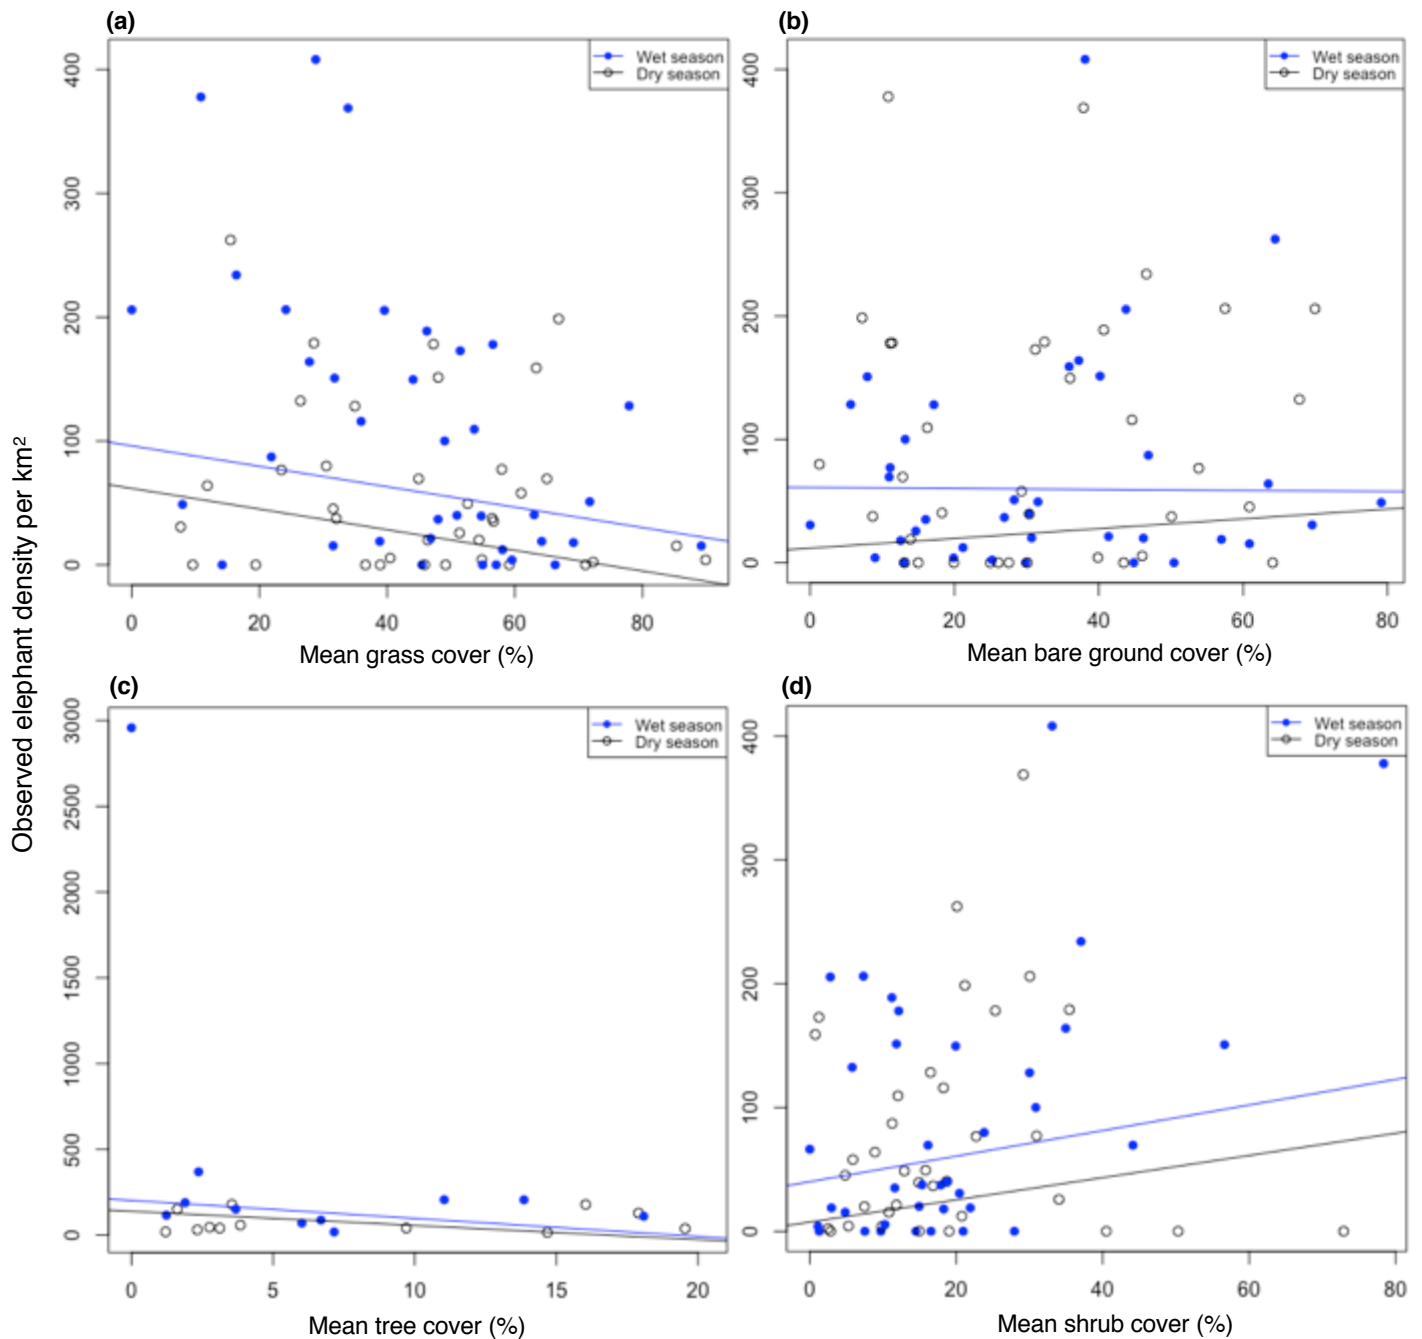 (a)
Wet season
Dry season
400
300
200
100
0
0 20 40 60 80
Mean grass cover (%)
(b)
Wet season
Dry season
400
300
200
100
0
0 20 40 60 80
Mean bare ground cover (%)
Observed elephant density per km²
(c)
Wet season
Dry season
3000
2500
2000
1500
1000
500
0
0 5 10 15 20
Mean tree cover (%)
(d)
Wet season
Dry season
400
300
200
100
0
0 20 40 60 80
Mean shrub cover (%)